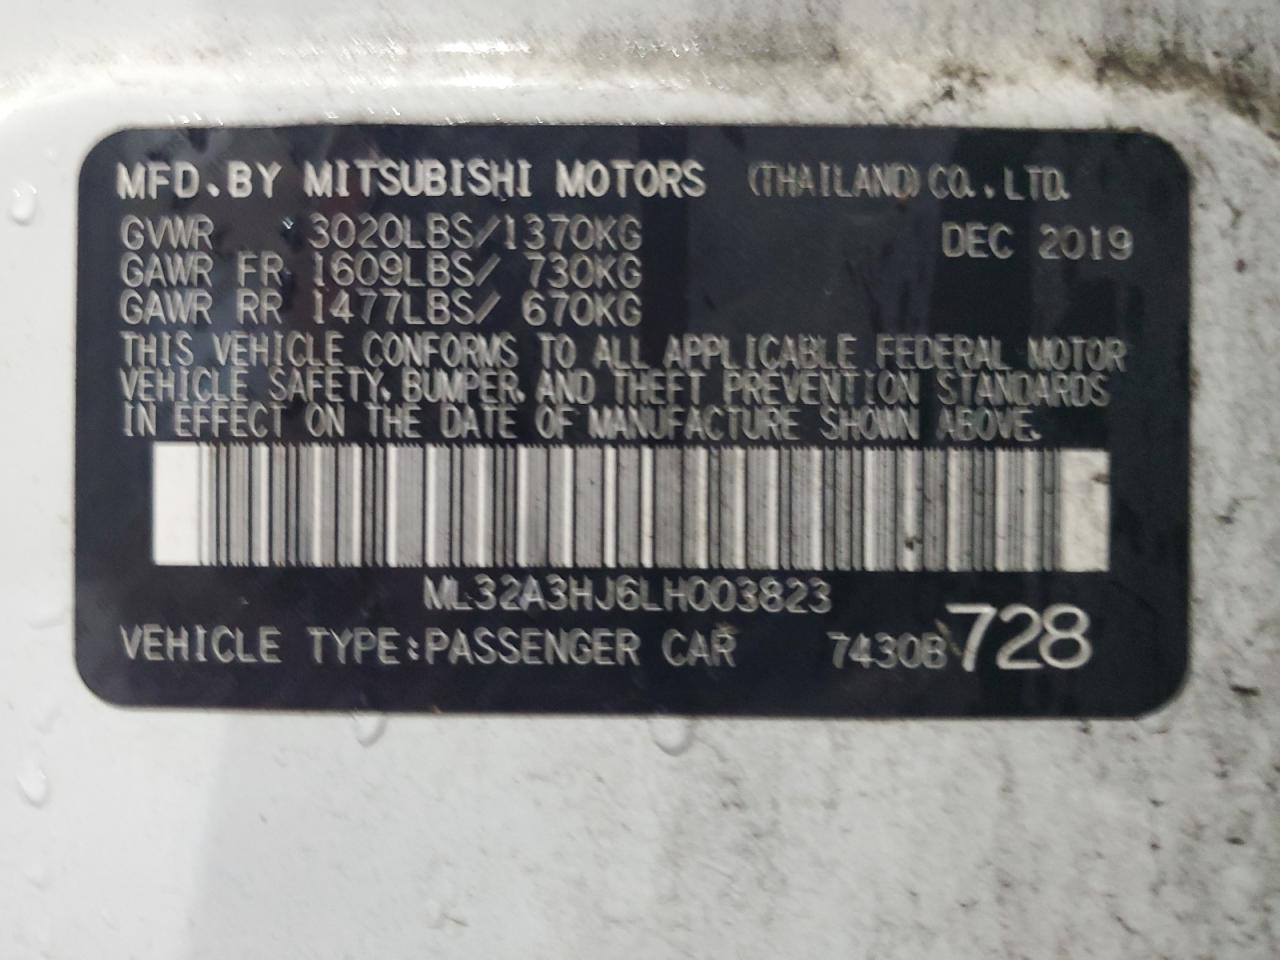 MFD.BY MITSUBISHI MOTORS (THAILAND) CO.,LTD.
GVWR 3020LBS/1370KG DEC 2019
GAWR FR 1609LBS/ 730KG
GAWR RR 1477LBS/ 670KG
THIS VEHICLE CONFORMS TO ALL APPLICABLE FEDERAL MOTOR
VEHICLE SAFETY, BUMPER, AND THEFT PREVENTION STANDARDS
IN EFFECT ON THE DATE OF MANUFACTURE SHOWN ABOVE.
ML32A3HJ6LH003823
VEHICLE TYPE:PASSENGER CAR 7430B 728